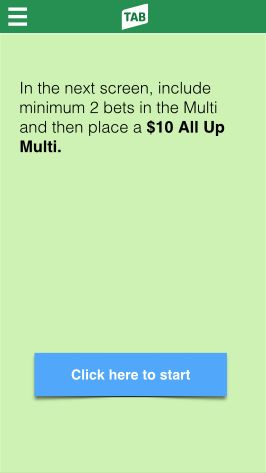 TAB
In the next screen, include
minimum 2 bets in the Multi
and then place a $10 All Up
Multi.
Click here to start